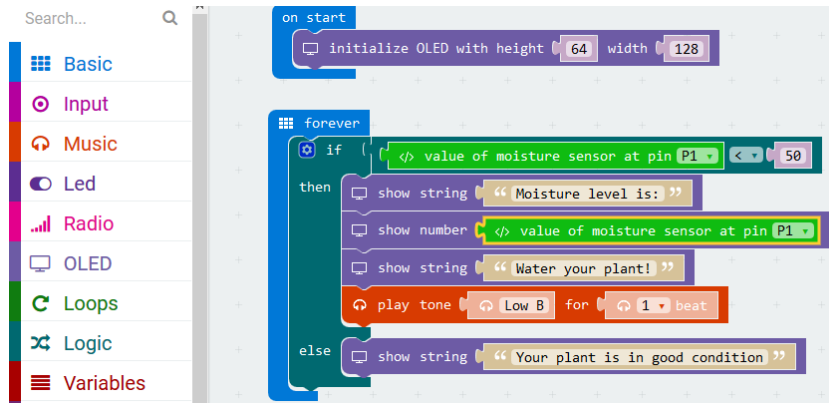 Search...
Basic
Input
Music
Led
Radio
OLED
Loops
Logic
Variables
on start
initialize OLED with height 64 width 128
forever
if value of moisture sensor at pin P1 < 50
then
show string “ Moisture level is: ”
show number value of moisture sensor at pin P1
show string “ Water your plant! ”
play tone Low B for 1 beat
else show string “ Your plant is in good condition ”